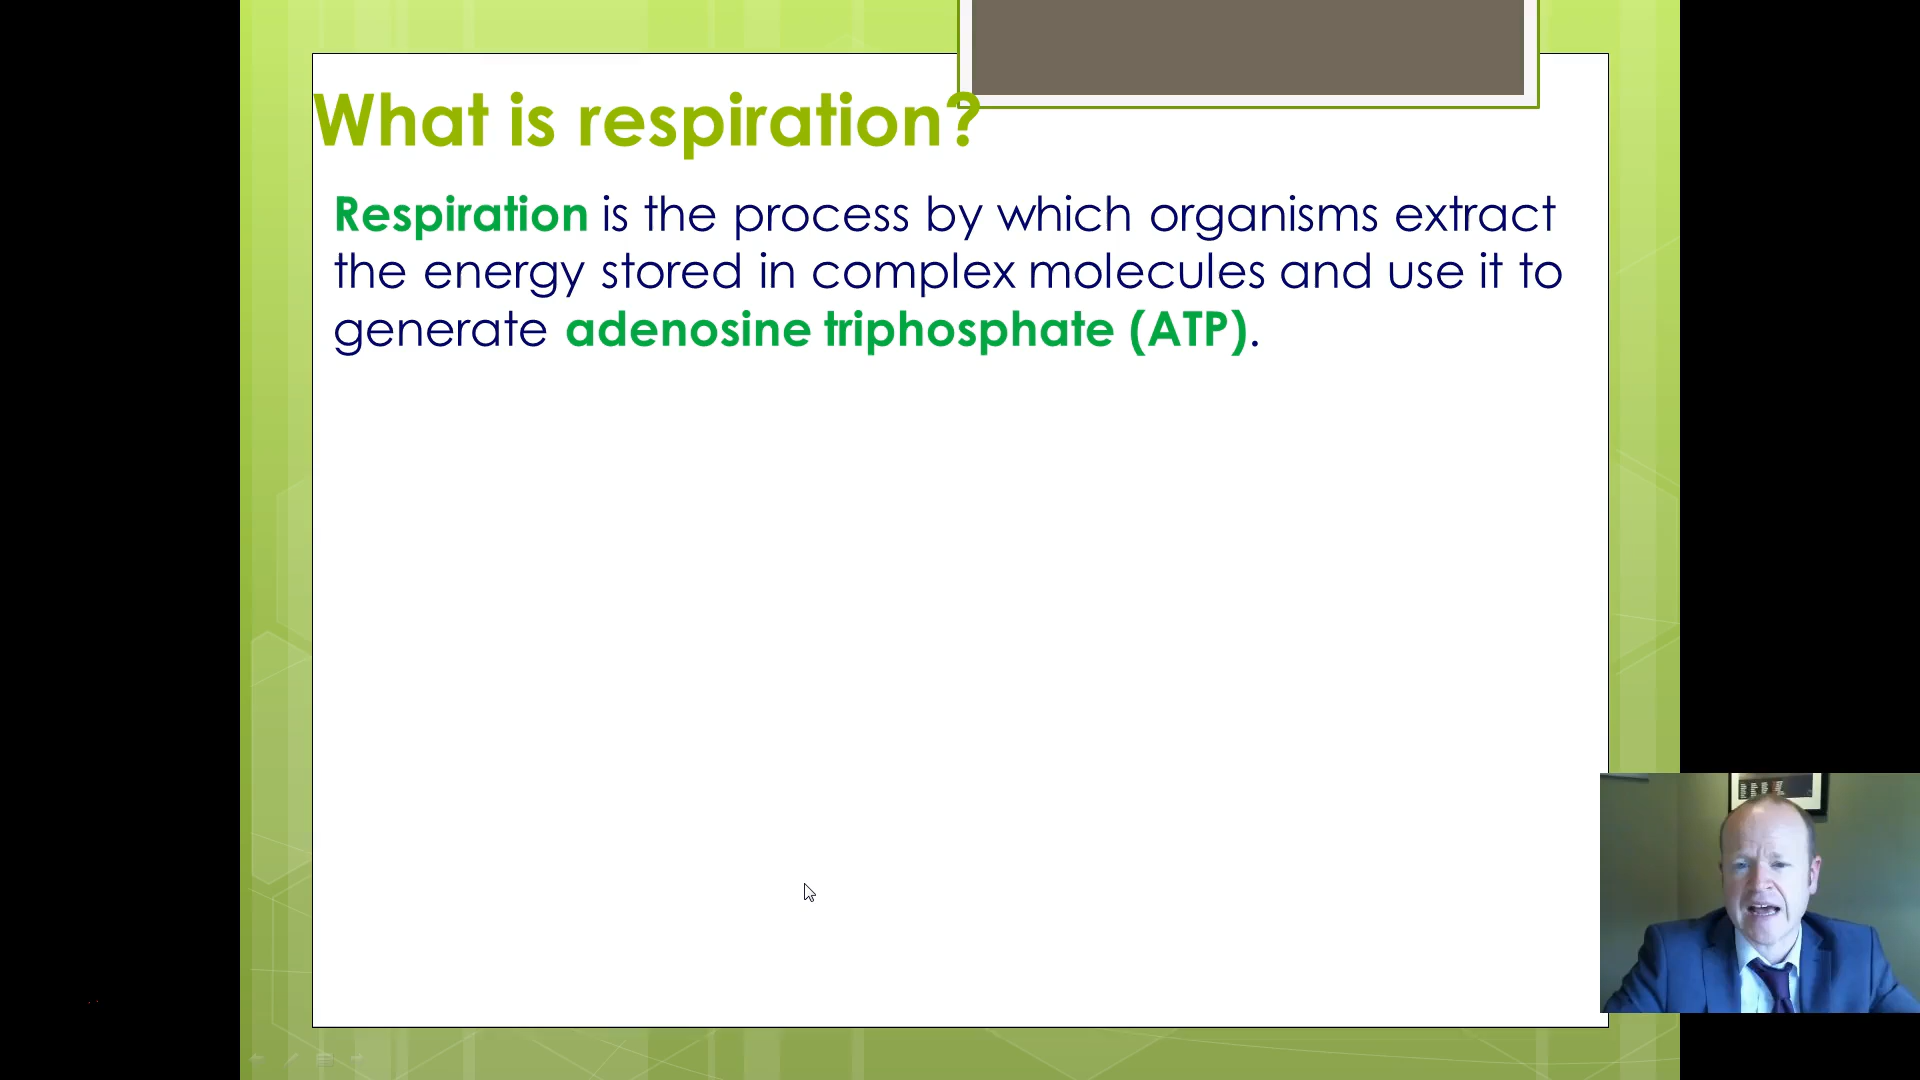 What is respiration?
Respiration is the process by which organisms extract
the energy stored in complex molecules and use it to
generate adenosine triphosphate (ATP).